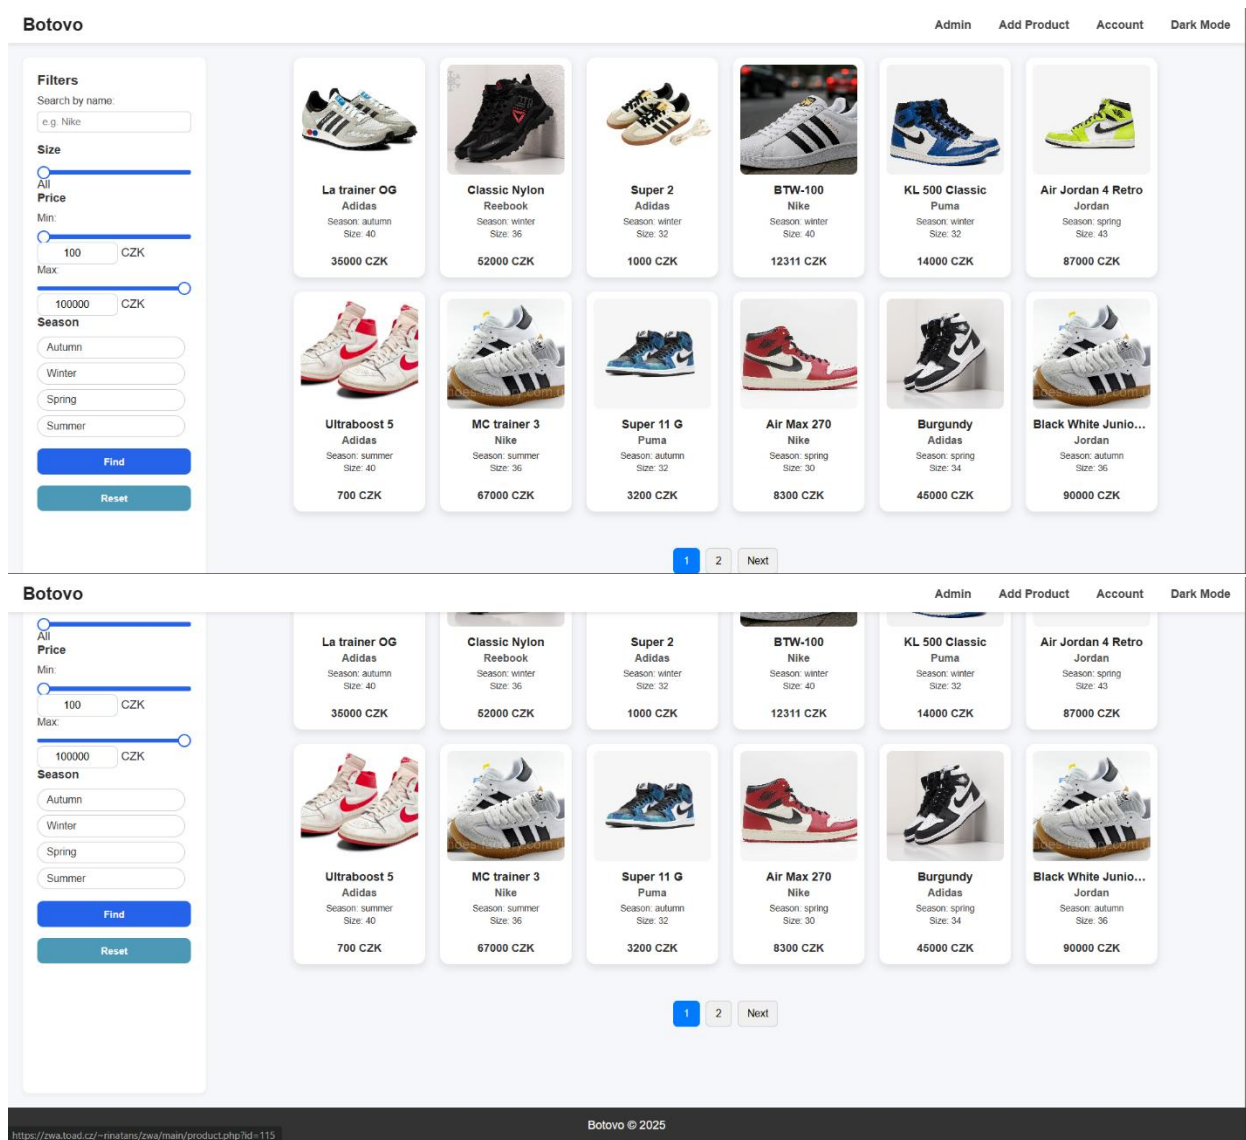 Botovo
Admin Add Product Account Dark Mode
Filters
Search by name:
e.g. Nike
Size
All
Price
Min:
100 CZK
Max:
100000 CZK
Season
Autumn
Winter
Spring
Summer
Find
Reset
La trainer OG
Adidas
Season: autumn
Size: 40
35000 CZK
Classic Nylon
Reebook
Season: winter
Size: 36
52000 CZK
Super 2
Adidas
Season: winter
Size: 32
1000 CZK
BTW-100
Nike
Season: winter
Size: 40
12311 CZK
KL 500 Classic
Puma
Season: winter
Size: 32
14000 CZK
Air Jordan 4 Retro
Jordan
Season: spring
Size: 43
87000 CZK
Ultraboost 5
Adidas
Season: summer
Size: 40
700 CZK
MC trainer 3
Nike
Season: summer
Size: 36
67000 CZK
Super 11 G
Puma
Season: autumn
Size: 32
3200 CZK
Air Max 270
Nike
Season: spring
Size: 30
8300 CZK
Burgundy
Adidas
Season: spring
Size: 34
45000 CZK
Black White Junio...
Jordan
Season: autumn
Size: 36
90000 CZK
1 2 Next
Botovo
Admin Add Product Account Dark Mode
All
Price
Min:
100 CZK
Max:
100000 CZK
Season
Autumn
Winter
Spring
Summer
Find
Reset
La trainer OG
Adidas
Season: autumn
Size: 40
35000 CZK
Classic Nylon
Reebook
Season: winter
Size: 36
52000 CZK
Super 2
Adidas
Season: winter
Size: 32
1000 CZK
BTW-100
Nike
Season: winter
Size: 40
12311 CZK
KL 500 Classic
Puma
Season: winter
Size: 32
14000 CZK
Air Jordan 4 Retro
Jordan
Season: spring
Size: 43
87000 CZK
Ultraboost 5
Adidas
Season: summer
Size: 40
700 CZK
MC trainer 3
Nike
Season: summer
Size: 36
67000 CZK
Super 11 G
Puma
Season: autumn
Size: 32
3200 CZK
Air Max 270
Nike
Season: spring
Size: 30
8300 CZK
Burgundy
Adidas
Season: spring
Size: 34
45000 CZK
Black White Junio...
Jordan
Season: autumn
Size: 36
90000 CZK
1 2 Next
Botovo © 2025
https://zwa.toad.cz/~rinatans/zwa/main/product.php?id=115